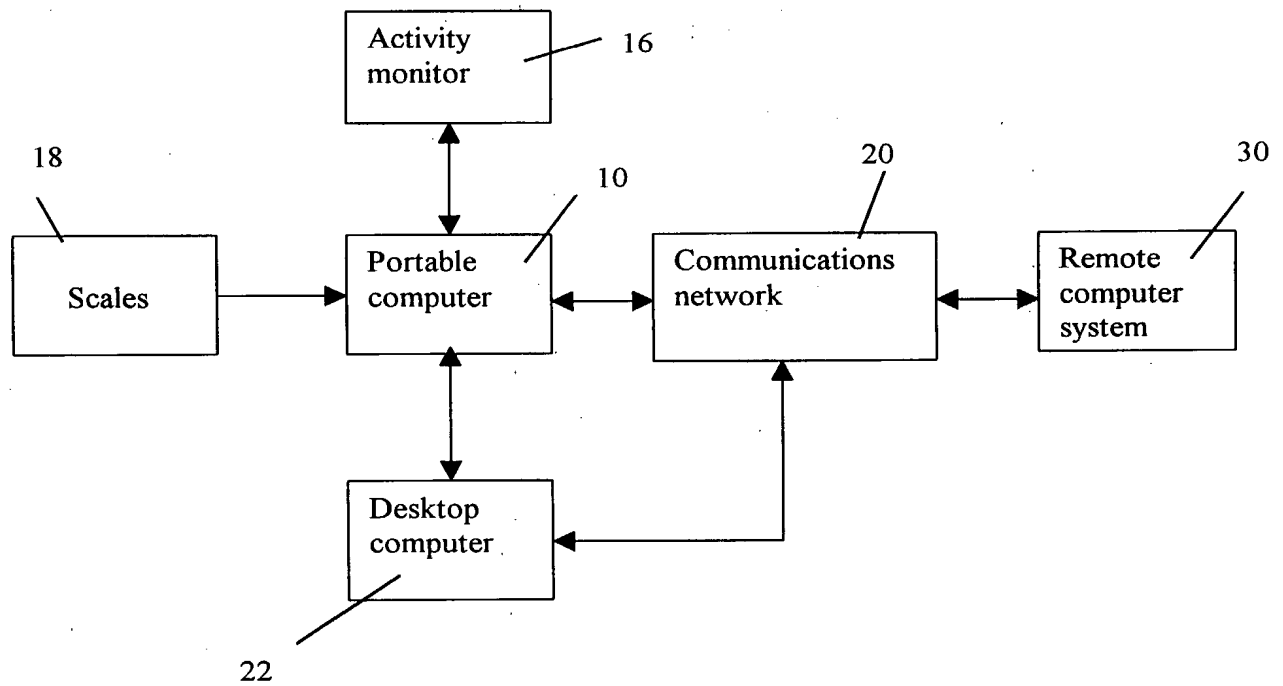 Activity
monitor
16
18
Scales
Portable
computer
10
Communications
network
20
Remote
computer
system
30
Desktop
computer
22